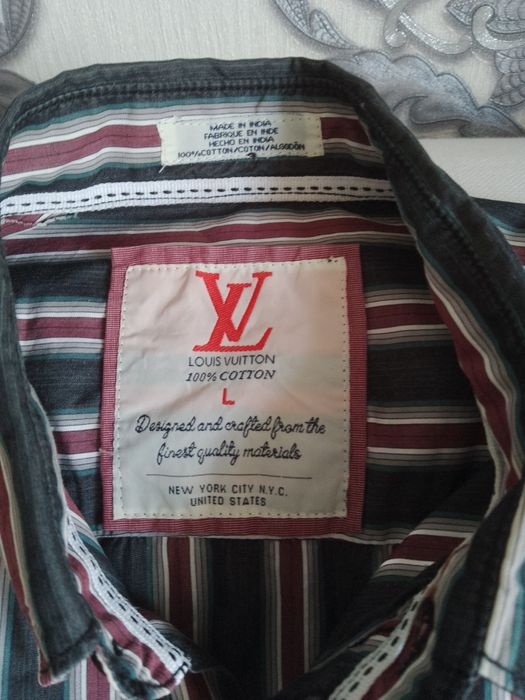 MADE IN INDIA
FABRIQUE EN INDE
HECHO EN INDIA
100%COTTON/COTON/ALGODÓN
LV
LOUIS VUITTON
100% COTTON
L
Designed and crafted from the
finest quality materials
NEW YORK CITY N.Y.C.
UNITED STATES